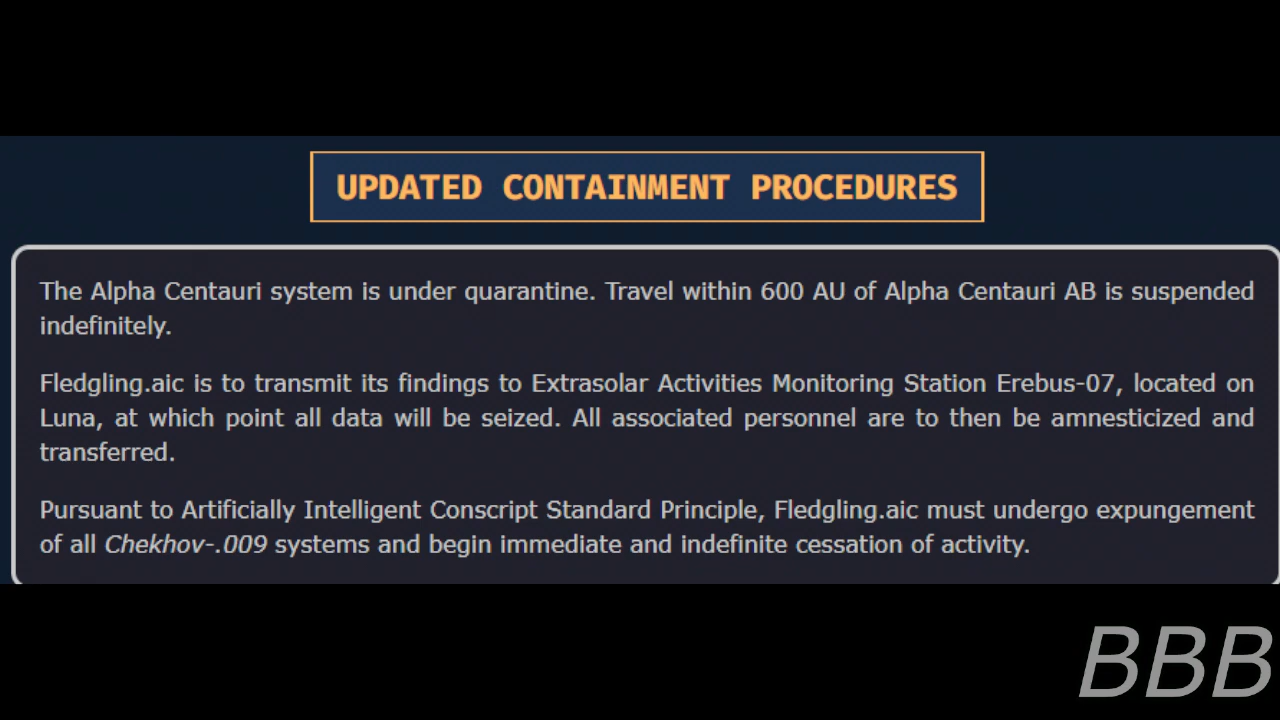 UPDATED CONTAINMENT PROCEDURES
The Alpha Centauri system is under quarantine. Travel within 600 AU of Alpha Centauri AB is suspended
indefinitely.
Fledgling.aic is to transmit its findings to Extrasolar Activities Monitoring Station Erebus-07, located on
Luna, at which point all data will be seized. All associated personnel are to then be amnesticized and
transferred.
Pursuant to Artificially Intelligent Conscript Standard Principle, Fledgling.aic must undergo expungement
of all Chekhov-.009 systems and begin immediate and indefinite cessation of activity.
BBB